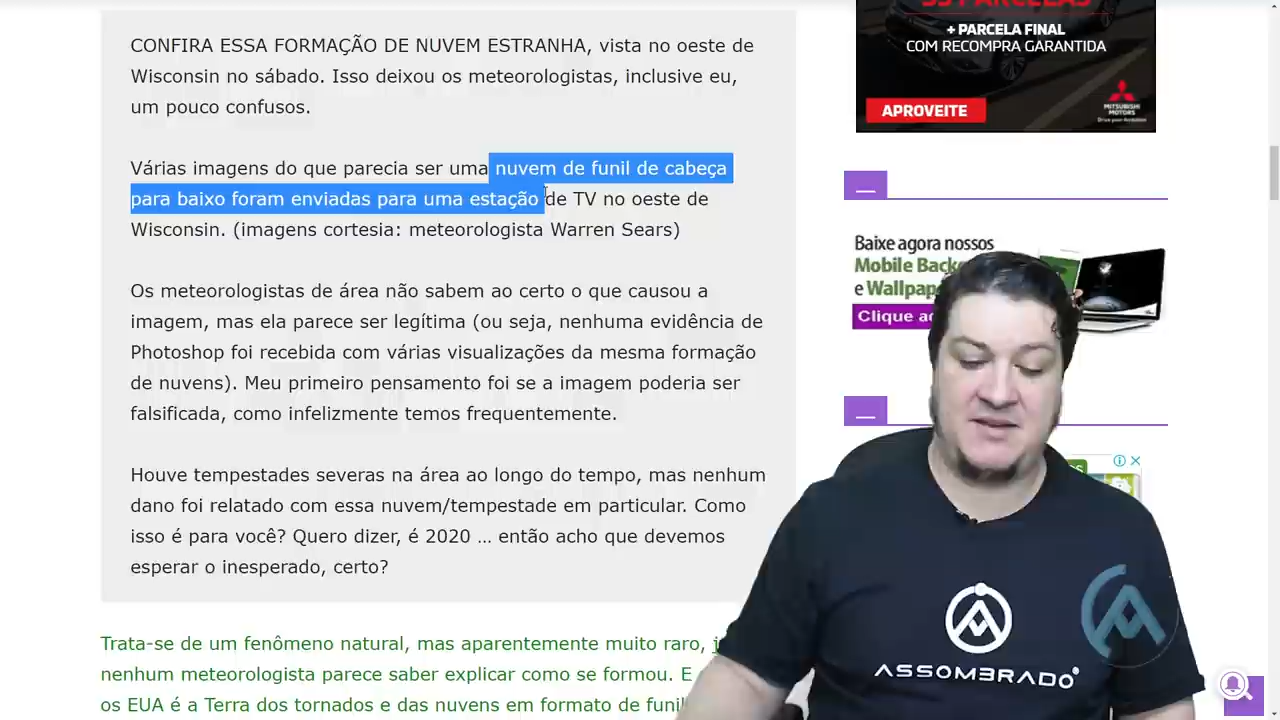 + PARCELA FINAL
COM RECOMPRA GARANTIDA
APROVEITE
MITSUBISHI
MOTORS
CONFIRA ESSA FORMAÇÃO DE NUVEM ESTRANHA, vista no oeste de
Wisconsin no sábado. Isso deixou os meteorologistas, inclusive eu,
um pouco confusos.
Várias imagens do que parecia ser uma nuvem de funil de cabeça
para baixo foram enviadas para uma estação de TV no oeste de
Wisconsin. (imagens cortesia: meteorologista Warren Sears)
Os meteorologistas de área não sabem ao certo o que causou a
imagem, mas ela parece ser legítima (ou seja, nenhuma evidência de
Photoshop foi recebida com várias visualizações da mesma formação
de nuvens). Meu primeiro pensamento foi se a imagem poderia ser
falsificada, como infelizmente temos frequentemente.
Houve tempestades severas na área ao longo do tempo, mas nenhum
dano foi relatado com essa nuvem/tempestade em particular. Como
isso é para você? Quero dizer, é 2020 … então acho que devemos
esperar o inesperado, certo?
Trata-se de um fenômeno natural, mas aparentemente muito raro,
nenhum meteorologista parece saber explicar como se formou. E
os EUA é a Terra dos tornados e das nuvens em formato de funil
Baixe agora nossos
Mobile
e
Clique
ASSOMBRADO